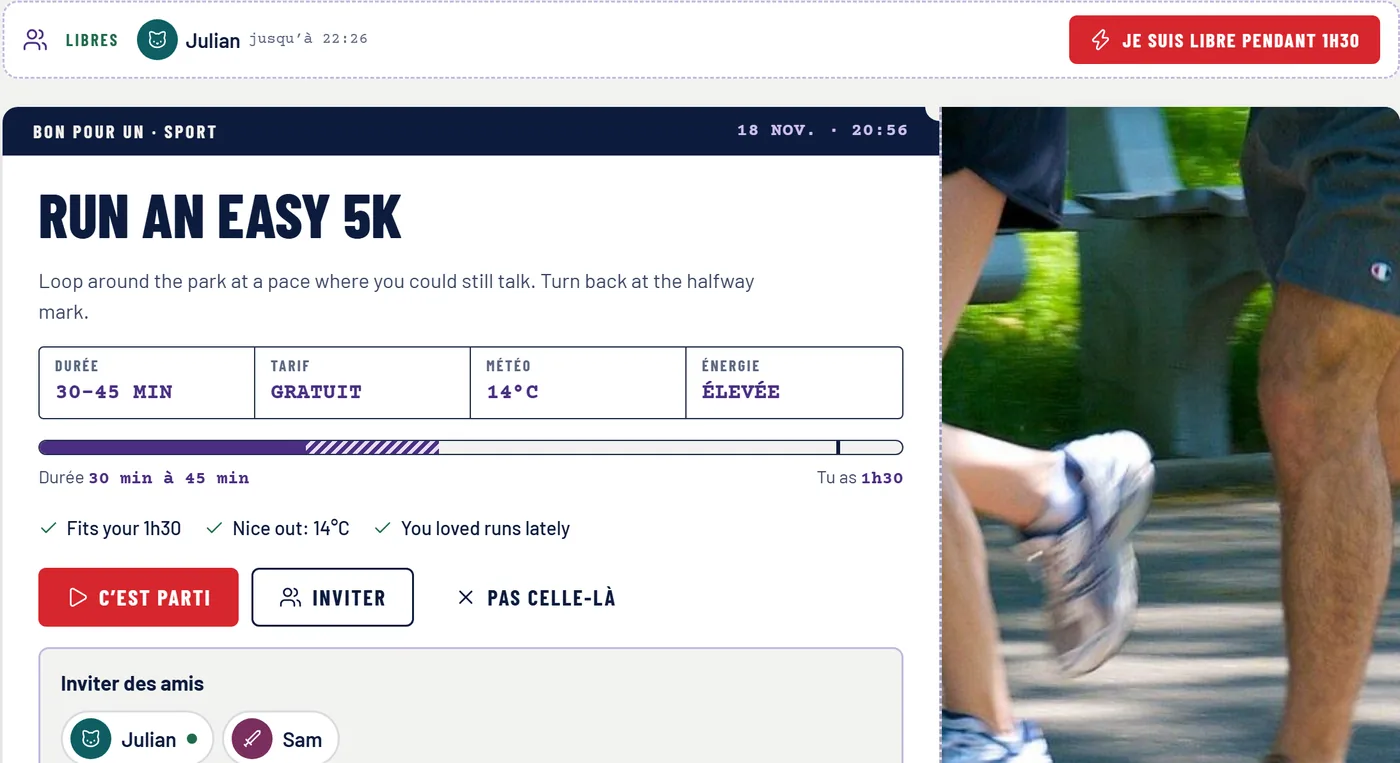 LIBRES Julian jusqu’à 22:26 JE SUIS LIBRE PENDANT 1H30
BON POUR UN · SPORT 18 NOV. · 20:56
RUN AN EASY 5K
Loop around the park at a pace where you could still talk. Turn back at the halfway
mark.
DURÉE TARIF MÉTÉO ÉNERGIE
30–45 MIN GRATUIT 14°C ÉLEVÉE
Durée 30 min à 45 min Tu as 1h30
Fits your 1h30 Nice out: 14°C You loved runs lately
C’EST PARTI INVITER PAS CELLE-LÀ
Inviter des amis
Julian Sam